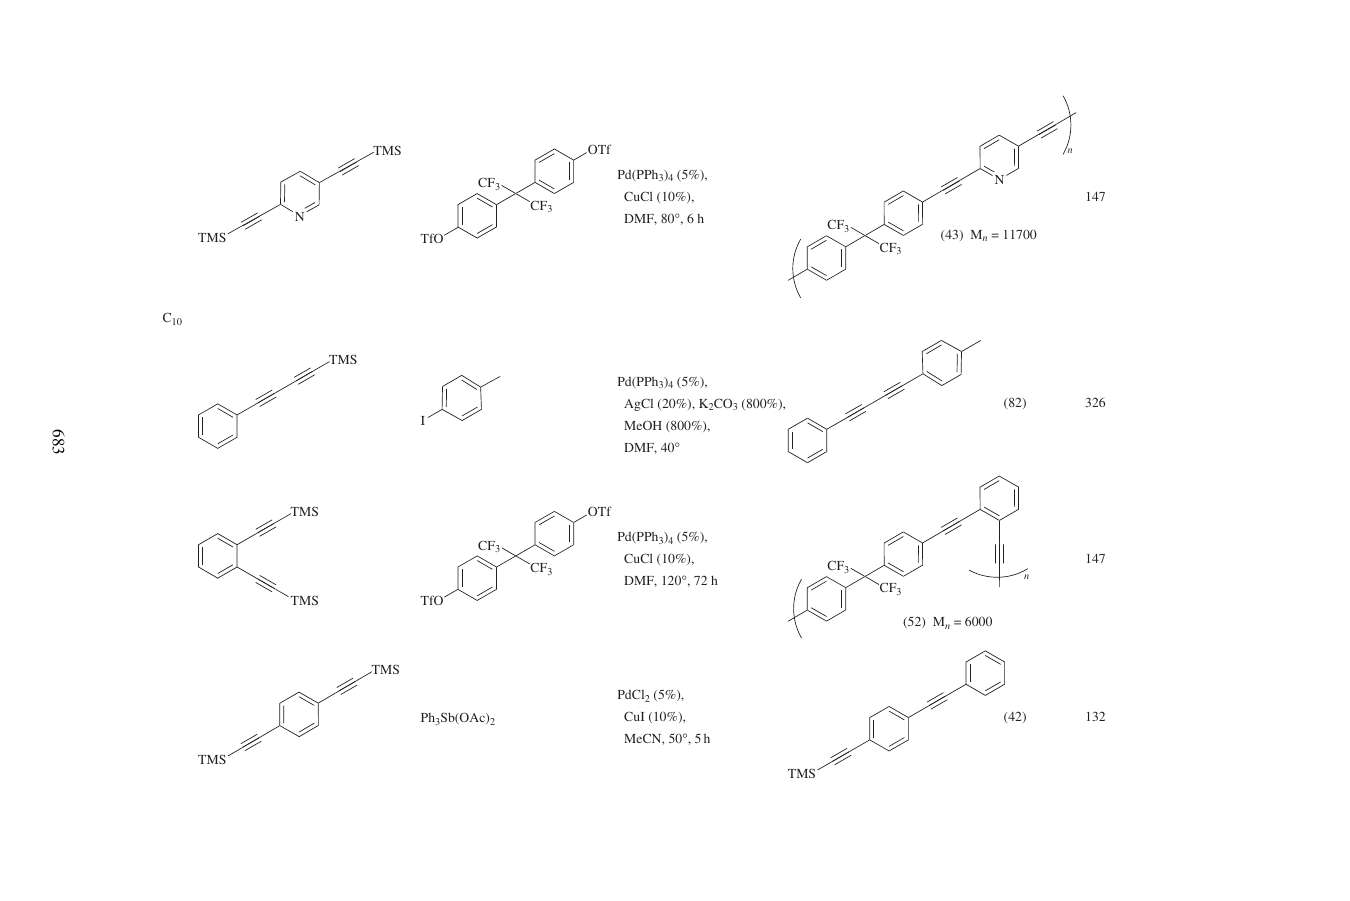 TMS
TMS
N
OTf
CF3
CF3
TfO
Pd(PPh3)4 (5%),
CuCl (10%),
DMF, 80°, 6 h
n
N
CF3
CF3
(43) Mn = 11700
147
C10
TMS
I
Pd(PPh3)4 (5%),
AgCl (20%), K2CO3 (800%),
MeOH (800%),
DMF, 40°
(82)
326
683
TMS
TMS
OTf
CF3
CF3
TfO
Pd(PPh3)4 (5%),
CuCl (10%),
DMF, 120°, 72 h
CF3
CF3
n
(52) Mn = 6000
147
TMS
TMS
Ph3Sb(OAc)2
PdCl2 (5%),
CuI (10%),
MeCN, 50°, 5 h
TMS
(42)
132